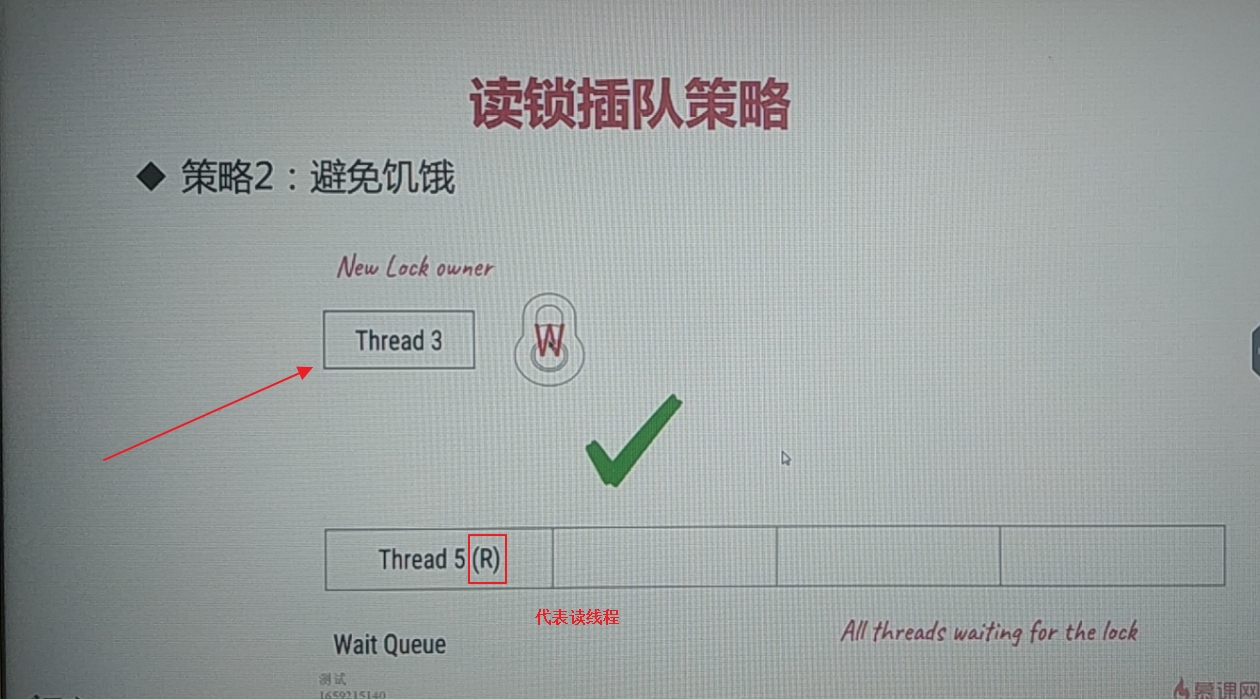 读锁插队策略
◆ 策略2：避免饥饿
New Lock owner
Thread 3
W
Thread 5 (R)
代表读线程
Wait Queue
All threads waiting for the lock
测试
1659215140
慕课网